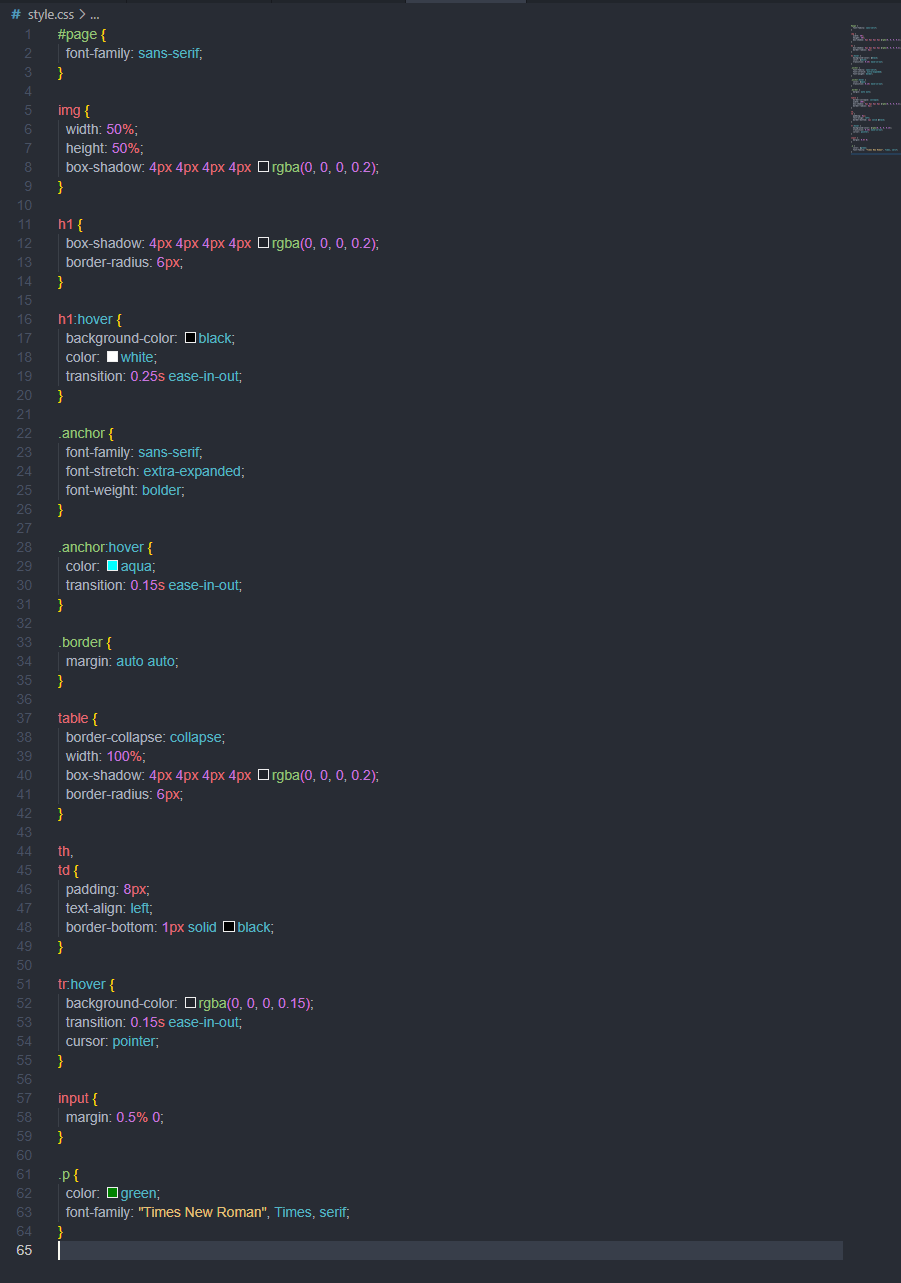 # style.css > ...
1 #page {
2 font-family: sans-serif;
3 }
4
5 img {
6 width: 50%;
7 height: 50%;
8 box-shadow: 4px 4px 4px 4px rgba(0, 0, 0, 0.2);
9 }
10
11 h1 {
12 box-shadow: 4px 4px 4px 4px rgba(0, 0, 0, 0.2);
13 border-radius: 6px;
14 }
15
16 h1:hover {
17 background-color: black;
18 color: white;
19 transition: 0.25s ease-in-out;
20 }
21
22 .anchor {
23 font-family: sans-serif;
24 font-stretch: extra-expanded;
25 font-weight: bolder;
26 }
27
28 .anchor:hover {
29 color: aqua;
30 transition: 0.15s ease-in-out;
31 }
32
33 .border {
34 margin: auto auto;
35 }
36
37 table {
38 border-collapse: collapse;
39 width: 100%;
40 box-shadow: 4px 4px 4px 4px rgba(0, 0, 0, 0.2);
41 border-radius: 6px;
42 }
43
44 th,
45 td {
46 padding: 8px;
47 text-align: left;
48 border-bottom: 1px solid black;
49 }
50
51 tr:hover {
52 background-color: rgba(0, 0, 0, 0.15);
53 transition: 0.15s ease-in-out;
54 cursor: pointer;
55 }
56
57 input {
58 margin: 0.5% 0;
59 }
60
61 .p {
62 color: green;
63 font-family: "Times New Roman", Times, serif;
64 }
65